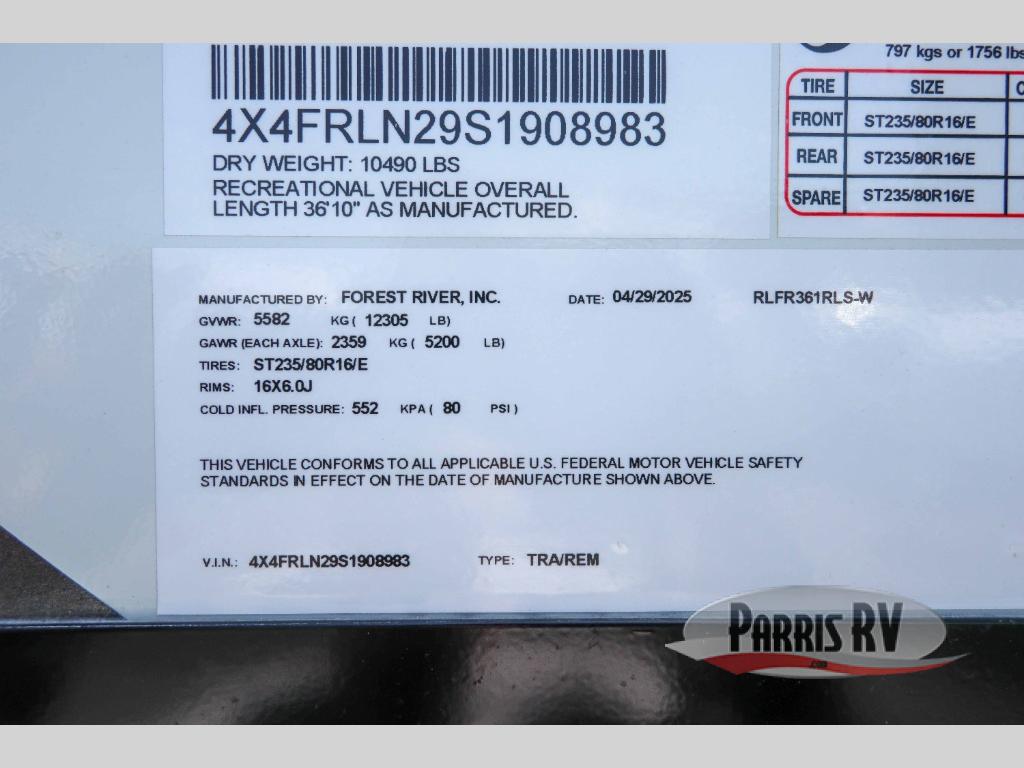 4X4FRLN29S1908983
DRY WEIGHT: 10490 LBS
RECREATIONAL VEHICLE OVERALL
LENGTH 36'10" AS MANUFACTURED.
797 kgs or 1756 lbs
TIRE SIZE
FRONT ST235/80R16/E
REAR ST235/80R16/E
SPARE ST235/80R16/E
MANUFACTURED BY: FOREST RIVER, INC. DATE: 04/29/2025 RLFR361RLS-W
GVWR: 5582 KG ( 12305 LB)
GAWR (EACH AXLE): 2359 KG ( 5200 LB)
TIRES: ST235/80R16/E
RIMS: 16X6.0J
COLD INFL. PRESSURE: 552 KPA ( 80 PSI )
THIS VEHICLE CONFORMS TO ALL APPLICABLE U.S. FEDERAL MOTOR VEHICLE SAFETY
STANDARDS IN EFFECT ON THE DATE OF MANUFACTURE SHOWN ABOVE.
V.I.N.: 4X4FRLN29S1908983 TYPE: TRA/REM
PARRIS RV
.com